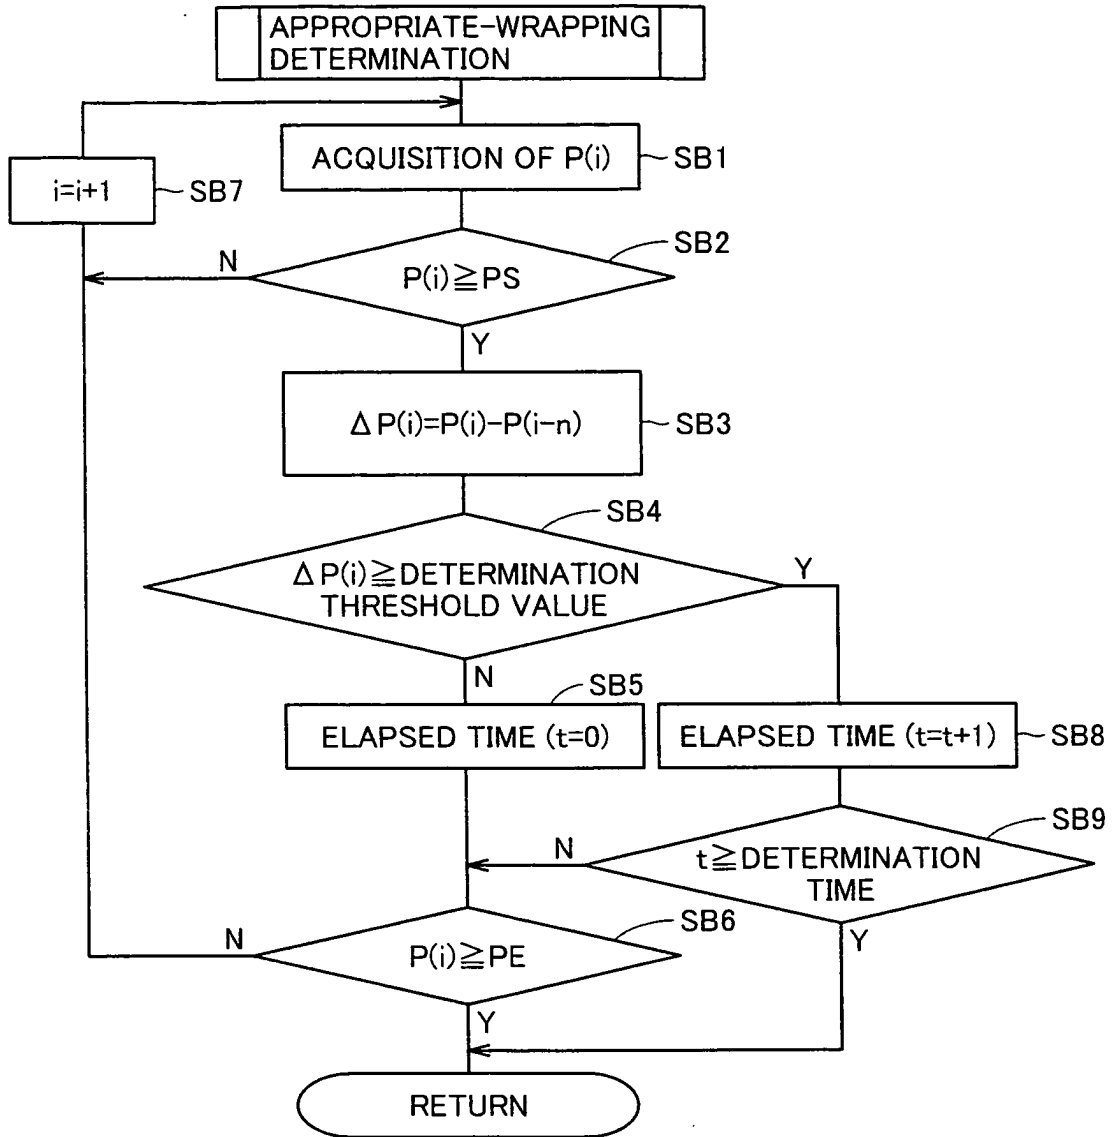 APPROPRIATE-WRAPPING
DETERMINATION
ACQUISITION OF P(i)
SB1
i=i+1
SB7
SB2
N
P(i)≧PS
Y
ΔP(i)=P(i)-P(i-n)
SB3
SB4
ΔP(i)≧DETERMINATION
THRESHOLD VALUE
Y
N
SB5
ELAPSED TIME (t=0)
ELAPSED TIME (t=t+1)
SB8
SB9
N
t≧DETERMINATION
TIME
SB6
N
P(i)≧PE
Y
Y
RETURN